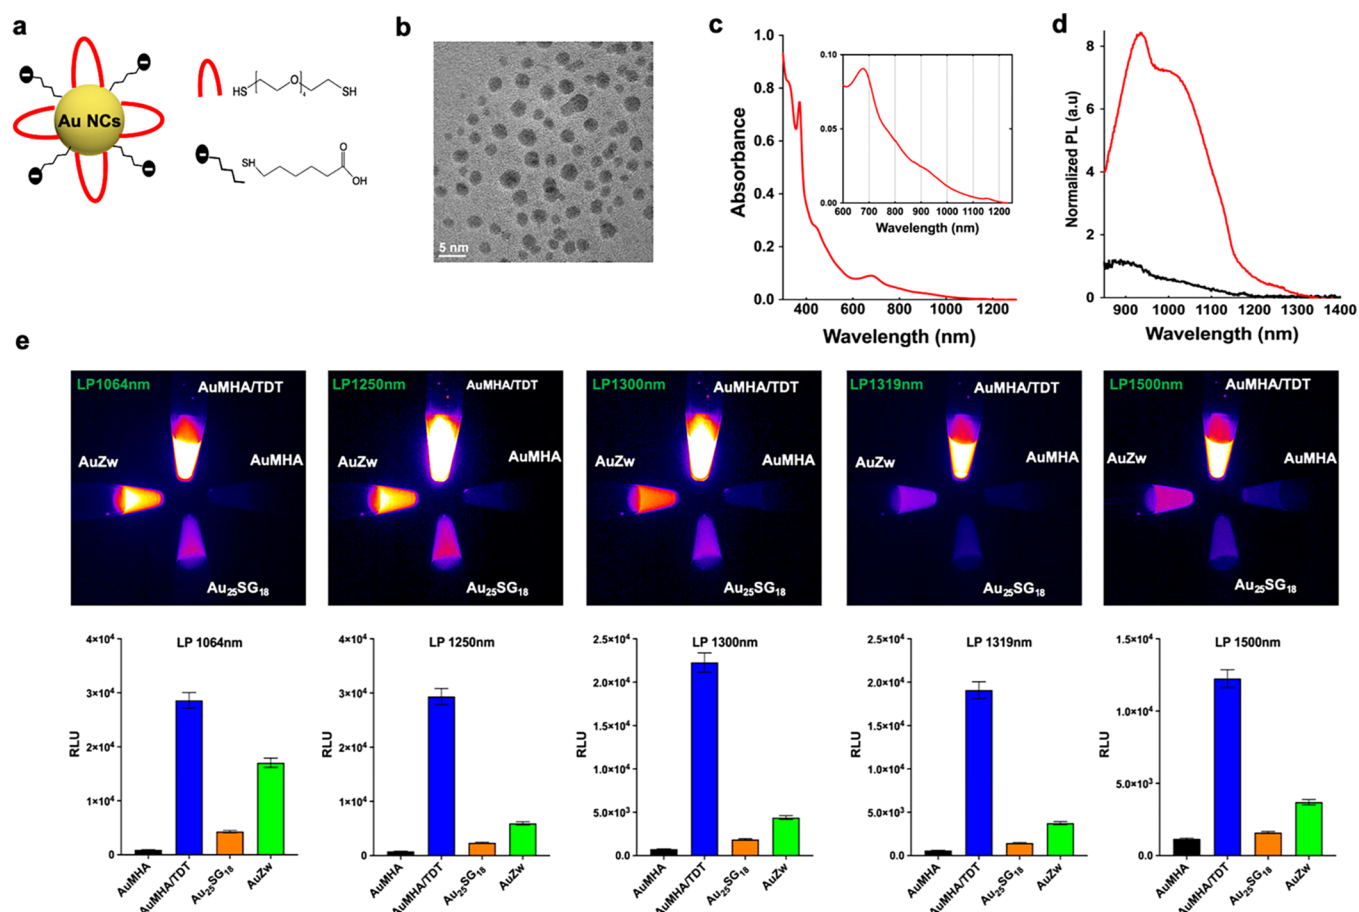 a
Au NCs
HS
O
4
SH
SH
O
OH
b
5 nm
c
Absorbance
1.0
0.8
0.6
0.4
0.2
0.0
400 600 800 1000 1200
Wavelength (nm)
0.10
0.05
0.00
600 700 800 900 1000 1100 1200
Wavelength (nm)
d
Normalized PL (a.u)
8
6
4
2
0
900 1000 1100 1200 1300 1400
Wavelength (nm)
e
LP1064nm
AuMHA/TDT
AuZw
AuMHA
Au₂₅SG₁₈
LP1250nm
AuMHA/TDT
AuZw
AuMHA
Au₂₅SG₁₈
LP1300nm
AuMHA/TDT
AuZw
AuMHA
Au₂₅SG₁₈
LP1319nm
AuMHA/TDT
AuZw
AuMHA
Au₂₅SG₁₈
LP1500nm
AuMHA/TDT
AuZw
AuMHA
Au₂₅SG₁₈
LP 1064nm
RLU
4×10⁴
3×10⁴
2×10⁴
1×10⁴
0
AuMHA
AuMHA/TDT
Au₂₅SG₁₈
AuZw
LP 1250nm
RLU
4×10⁴
3×10⁴
2×10⁴
1×10⁴
0
AuMHA
AuMHA/TDT
Au₂₅SG₁₈
AuZw
LP 1300nm
RLU
2.5×10⁴
2.0×10⁴
1.5×10⁴
1.0×10⁴
5.0×10³
0.0
AuMHA
AuMHA/TDT
Au₂₅SG₁₈
AuZw
LP 1319nm
RLU
2.5×10⁴
2.0×10⁴
1.5×10⁴
1.0×10⁴
5.0×10³
0.0
AuMHA
AuMHA/TDT
Au₂₅SG₁₈
AuZw
LP 1500nm
RLU
1.5×10⁴
1.0×10⁴
5.0×10³
0.0
AuMHA
AuMHA/TDT
Au₂₅SG₁₈
AuZw